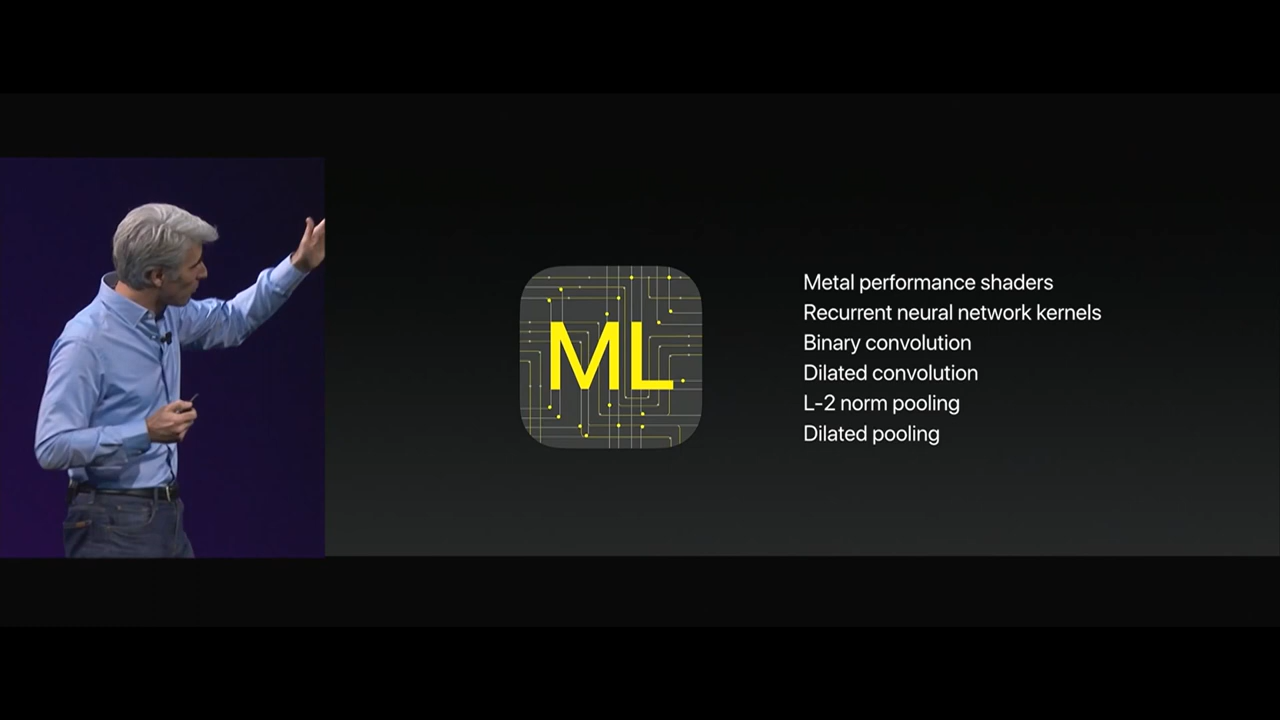 ML
Metal performance shaders
Recurrent neural network kernels
Binary convolution
Dilated convolution
L-2 norm pooling
Dilated pooling